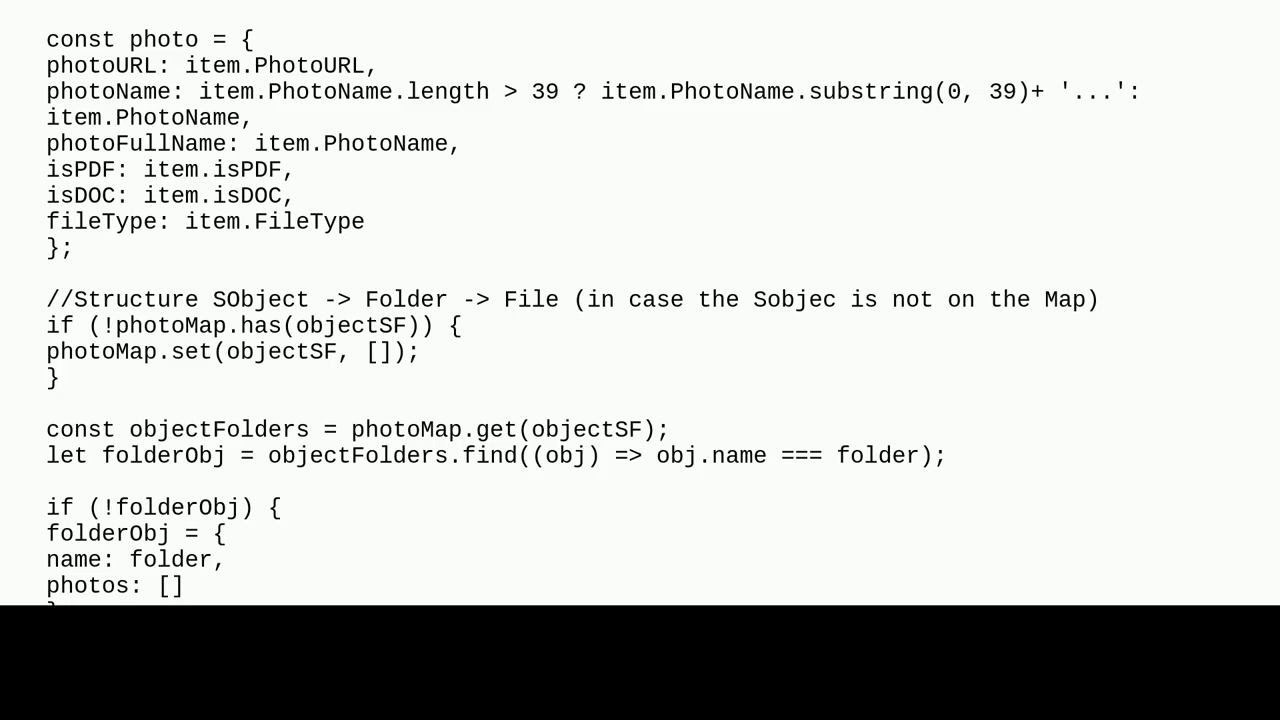 const photo = {
photoURL: item.PhotoURL,
photoName: item.PhotoName.length > 39 ? item.PhotoName.substring(0, 39)+ '...':
item.PhotoName,
photoFullName: item.PhotoName,
isPDF: item.isPDF,
isDOC: item.isDOC,
fileType: item.FileType
};

//Structure SObject -> Folder -> File (in case the Sobjec is not on the Map)
if (!photoMap.has(objectSF)) {
photoMap.set(objectSF, []);
}

const objectFolders = photoMap.get(objectSF);
let folderObj = objectFolders.find((obj) => obj.name === folder);

if (!folderObj) {
folderObj = {
name: folder,
photos: []